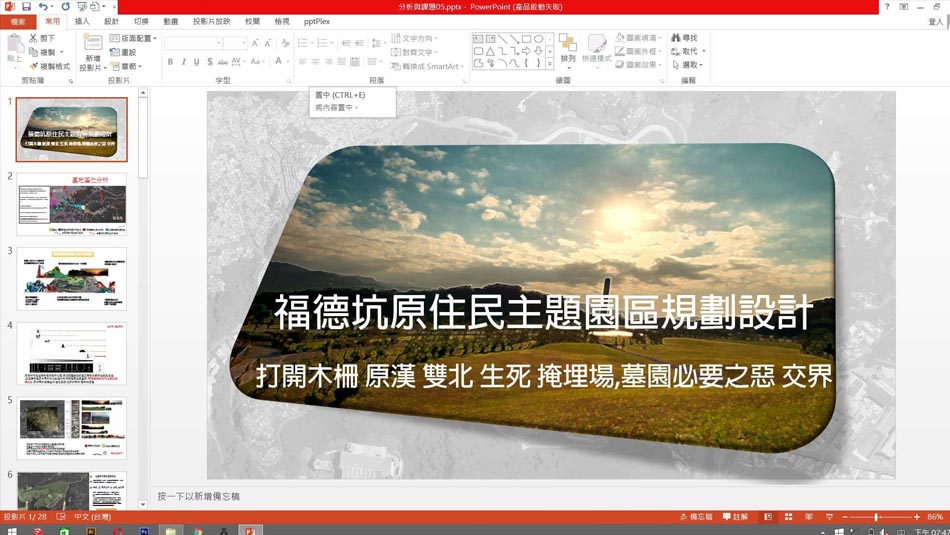 分析與課題05.pptx - PowerPoint (產品啟動失敗)
登入
檔案 常用 插入 設計 切換 動畫 投影片放映 校閱 檢視 pptPlex
貼上
剪下
複製
複製格式
剪貼簿
新增
投影片
版面配置
重設
章節
投影片
字型
文字方向
對齊文字
轉換成 SmartArt
段落
排列
快速樣式
圖案填滿
圖案外框
圖案效果
繪圖
尋找
取代
選取
編輯
置中 (CTRL+E)
將內容置中。
1
福德坑原住民主題園區規劃設計
打開木柵 原漢 雙北 生死 掩埋場,墓園必要之惡 交界
2
3
4
5
6
福德坑原住民主題園區規劃設計
打開木柵 原漢 雙北 生死 掩埋場,墓園必要之惡 交界
按一下以新增備忘稿
投影片 1/28
中文 (台灣)
備忘稿
註解
86%
下午 07:47